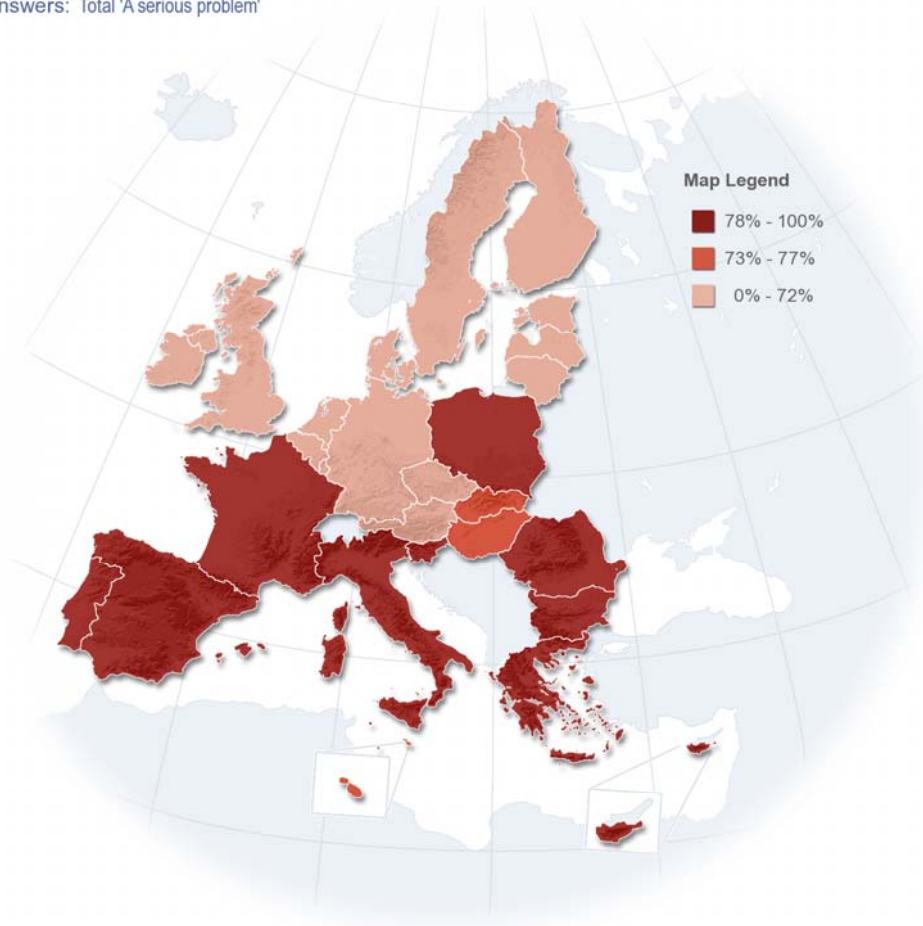 nswers: Total 'A serious problem'
Map Legend
78% - 100%
73% - 77%
0% - 72%